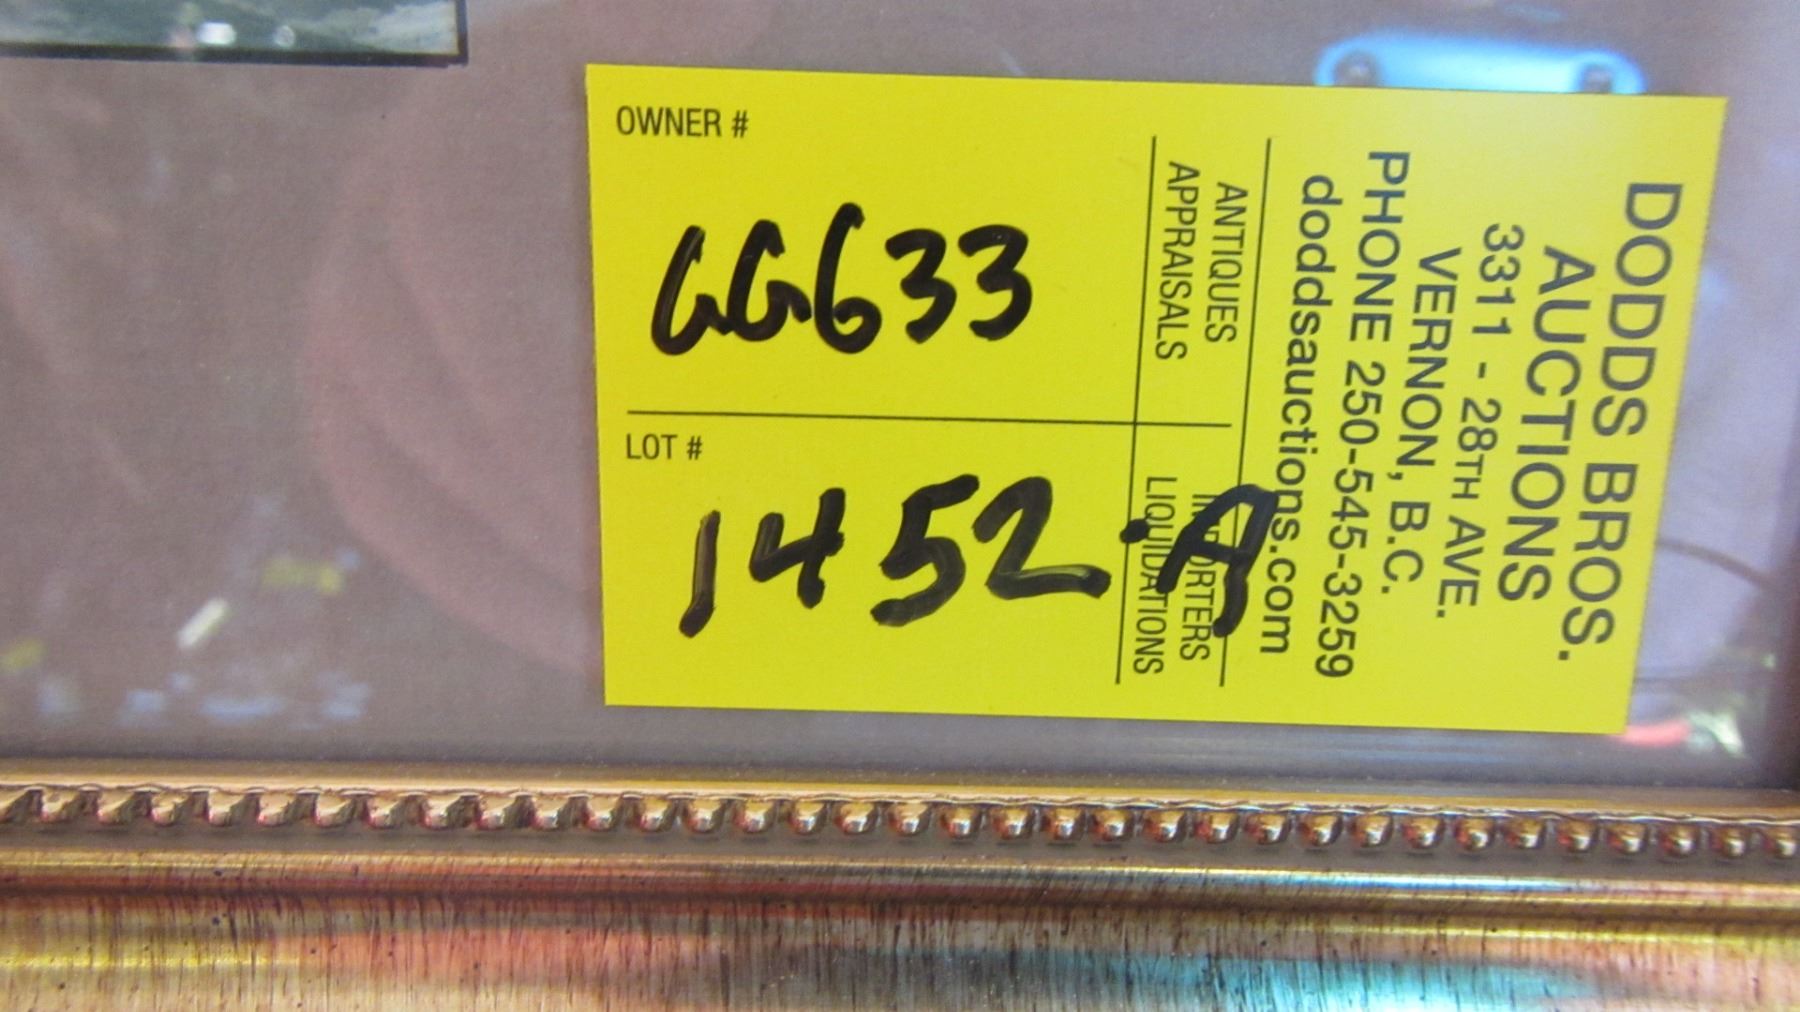 OWNER #
GG633
LOT #
1452·A
DODDS BROS.
AUCTIONS
3311 - 28TH AVE.
VERNON, B.C.
PHONE 250-545-3259
doddsauctions.com
ANTIQUES
APPRAISALS
IMPORTERS
LIQUIDATIONS